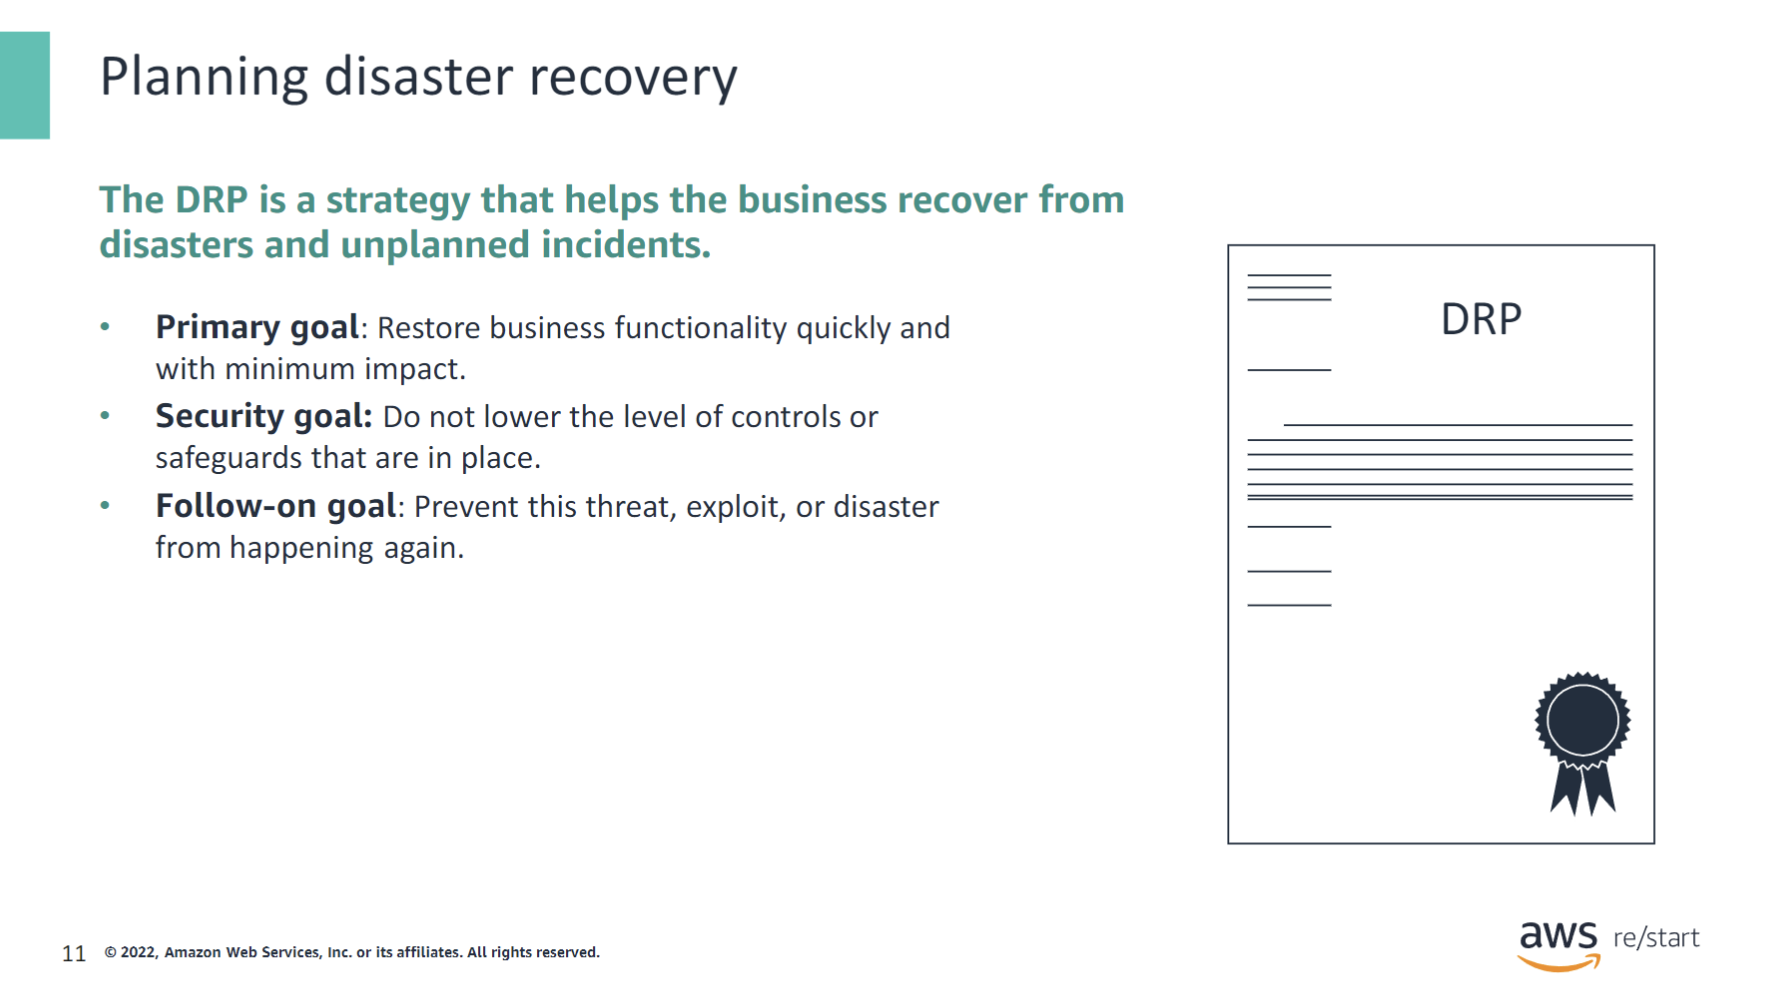 Planning disaster recovery
The DRP is a strategy that helps the business recover from
disasters and unplanned incidents.
• Primary goal: Restore business functionality quickly and
with minimum impact.
• Security goal: Do not lower the level of controls or
safeguards that are in place.
• Follow-on goal: Prevent this threat, exploit, or disaster
from happening again.
DRP
11 © 2022, Amazon Web Services, Inc. or its affiliates. All rights reserved.
aws re/start